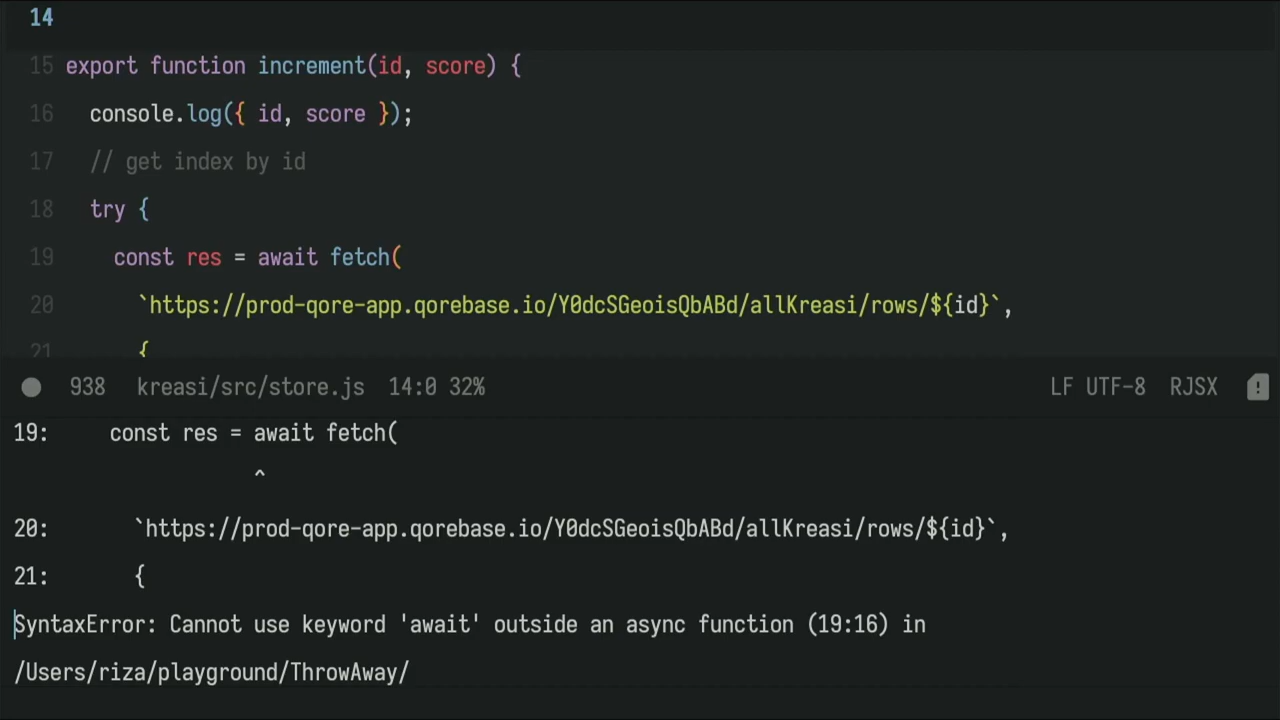 14
15 export function increment(id, score) {
16 console.log({ id, score });
17 // get index by id
18 try {
19 const res = await fetch(
20 `https://prod-qore-app.qorebase.io/Y0dcSGeoisQbABd/allKreasi/rows/${id}`,
21 {
938 kreasi/src/store.js 14:0 32% LF UTF-8 RJSX !
19: const res = await fetch(
^
20: `https://prod-qore-app.qorebase.io/Y0dcSGeoisQbABd/allKreasi/rows/${id}`,
21: {
SyntaxError: Cannot use keyword 'await' outside an async function (19:16) in
/Users/riza/playground/ThrowAway/